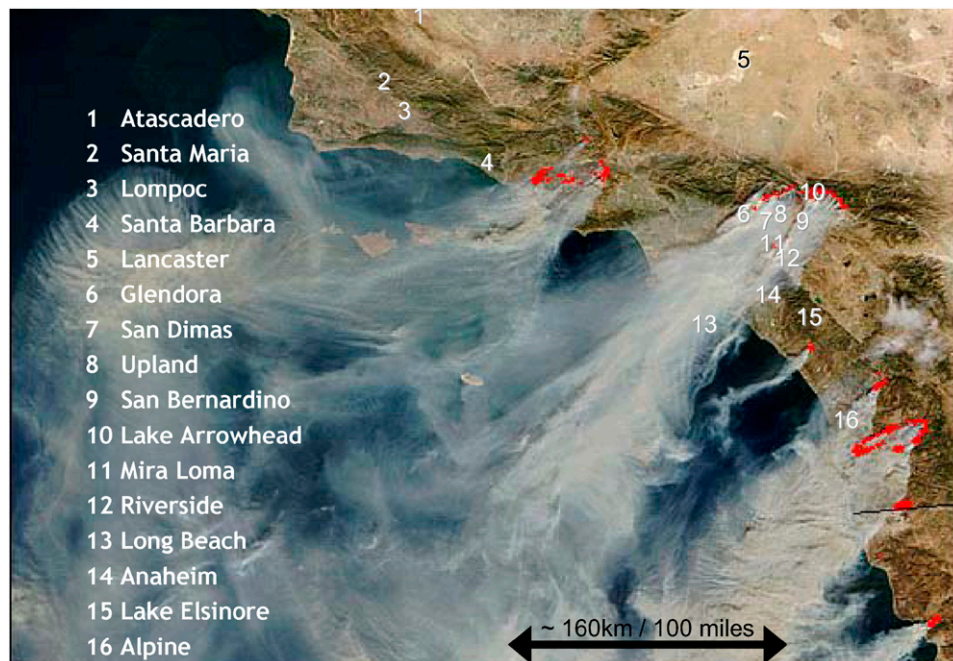 1
5
2
3
1 Atascadero
2 Santa Maria
4
3 Lompoc
10
4 Santa Barbara
6 7 8 9
5 Lancaster
11
12
6 Glendora
14
7 San Dimas
13
15
8 Upland
9 San Bernardino
16
10 Lake Arrowhead
11 Mira Loma
12 Riverside
13 Long Beach
14 Anaheim
15 Lake Elsinore
~ 160km / 100 miles
16 Alpine